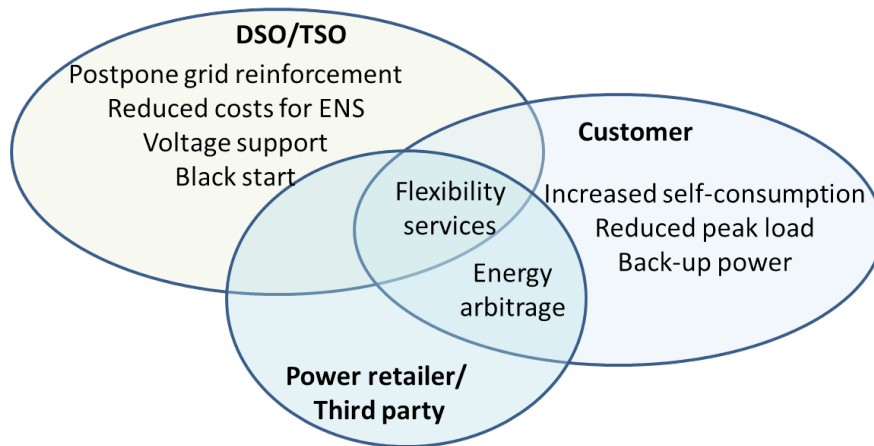 DSO/TSO
Postpone grid reinforcement
Reduced costs for ENS
Voltage support
Black start
Customer
Increased self-consumption
Reduced peak load
Back-up power
Flexibility
services
Energy
arbitrage
Power retailer/
Third party